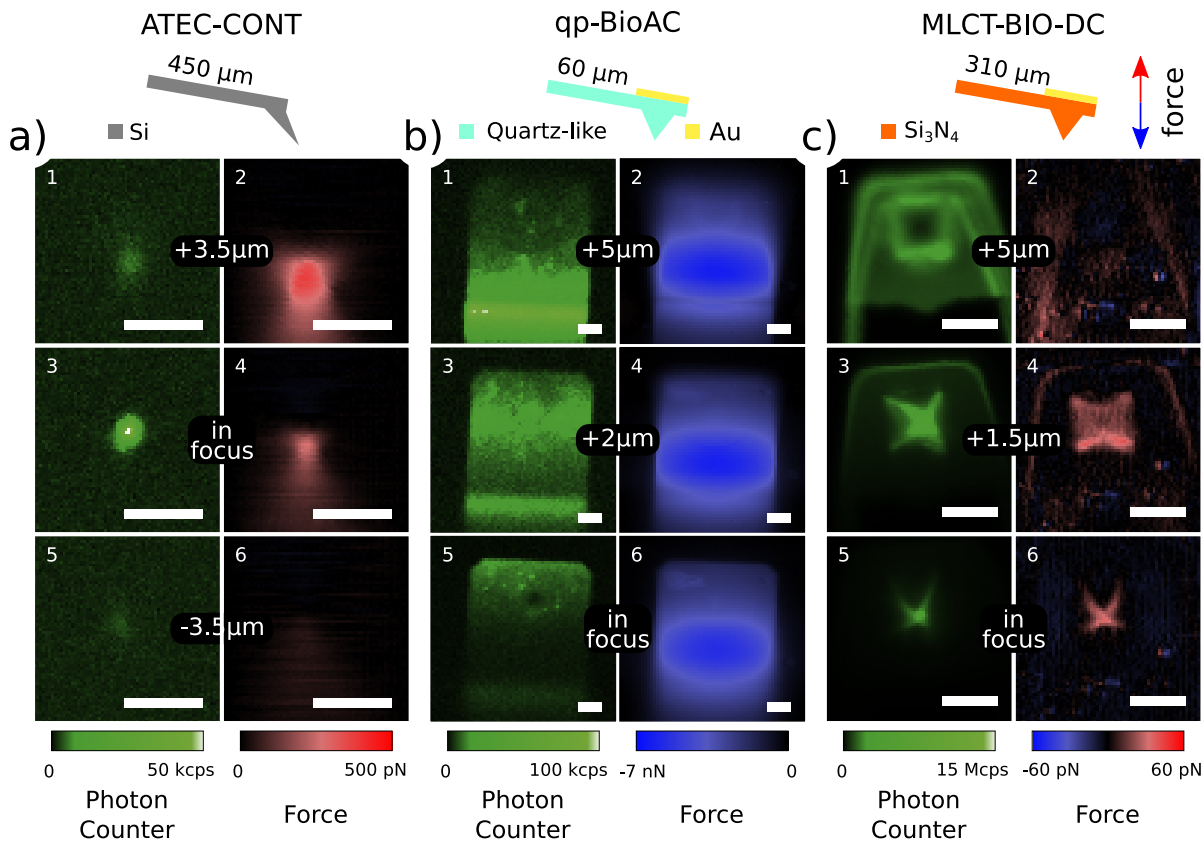 ATEC-CONT
qp-BioAC
MLCT-BIO-DC
450 µm
60 µm
310 µm
force
a)
Si
b)
Quartz-like
Au
c)
Si₃N₄
1
2
+3.5µm
3
4
in
focus
5
6
-3.5µm
1
2
+5µm
3
4
+2µm
5
6
in
focus
1
2
+5µm
3
4
+1.5µm
5
6
in
focus
0
50 kcps
Photon
Counter
0
500 pN
Force
0
100 kcps
Photon
Counter
-7 nN
0
Force
0
15 Mcps
Photon
Counter
-60 pN
60 pN
Force